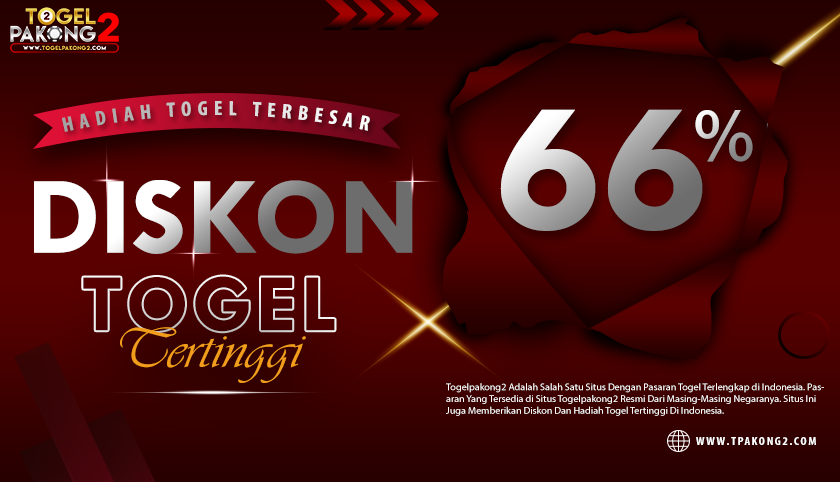 TOGEL
2
PAKONG2
WWW.TOGELPAKONG2.COM
HADIAH TOGEL TERBESAR
DISKON
TOGEL
Tertinggi
66%
Togelpakong2 Adalah Salah Satu Situs Dengan Pasaran Togel Terlengkap di Indonesia. Pas-
aran Yang Tersedia di Situs Togelpakong2 Resmi Dari Masing-Masing Negaranya. Situs Ini
Juga Memberikan Diskon Dan Hadiah Togel Tertinggi Di Indonesia.
WWW.TPAKONG2.COM